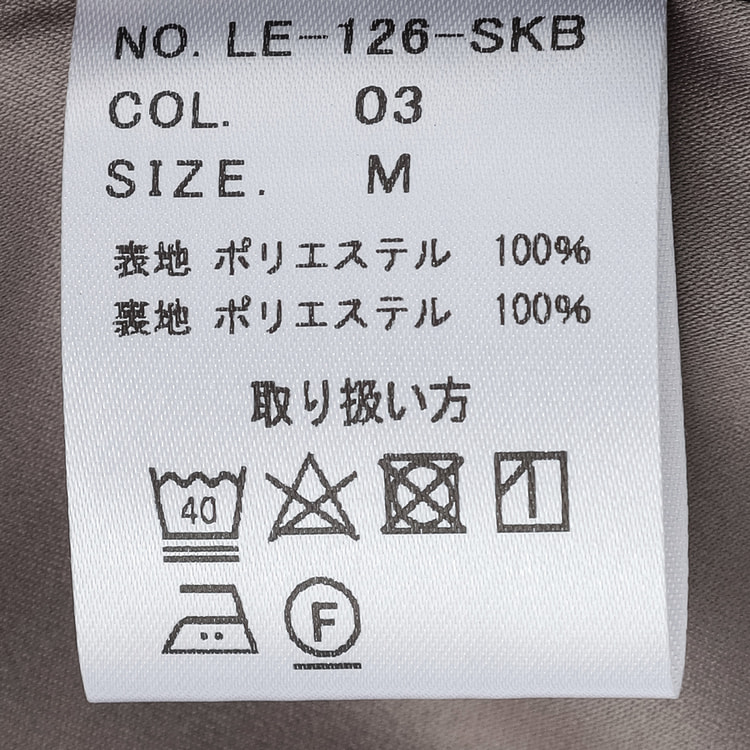 NO. LE-126-SKB
COL. 03
SIZE. M
表地 ポリエステル 100%
裏地 ポリエステル 100%
取り扱い方
40
F